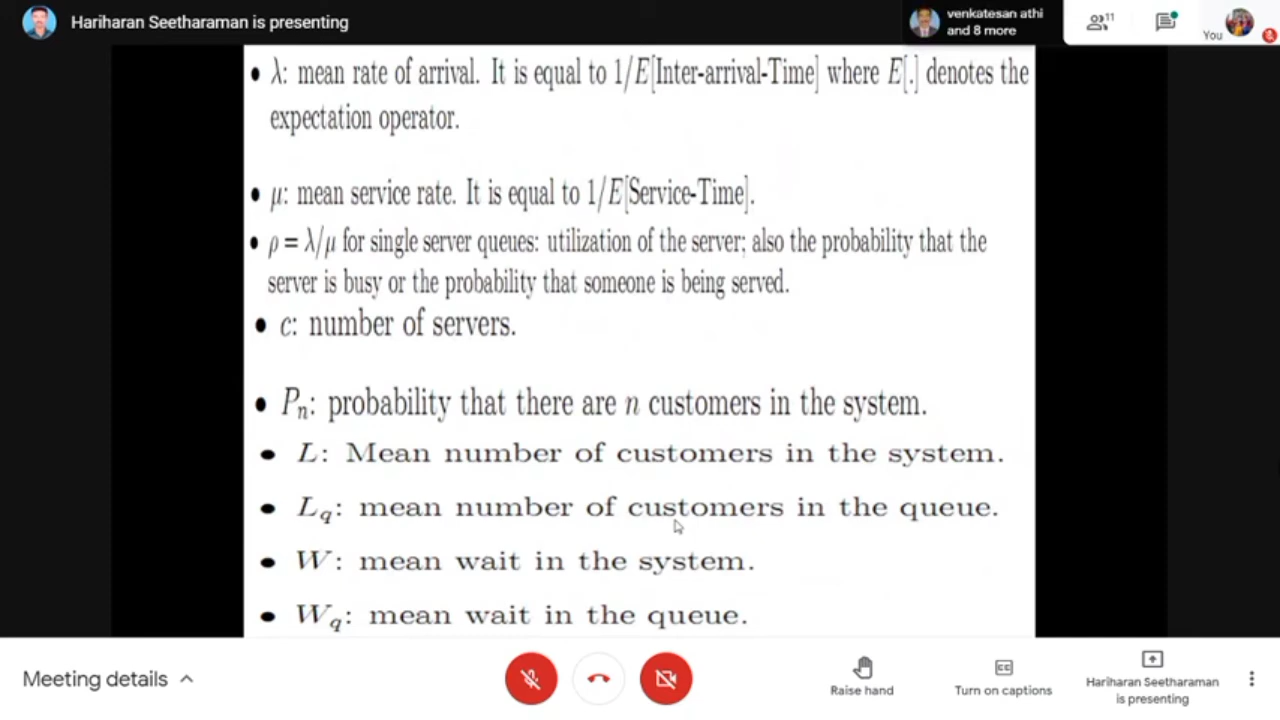 Hariharan Seetharaman is presenting
venkatesan athi
and 8 more
11
You
• λ: mean rate of arrival. It is equal to 1/E[Inter-arrival-Time] where E[.] denotes the
expectation operator.
• μ: mean service rate. It is equal to 1/E[Service-Time].
• ρ = λ/μ for single server queues: utilization of the server; also the probability that the
server is busy or the probability that someone is being served.
• c: number of servers.
• Pn: probability that there are n customers in the system.
• L: Mean number of customers in the system.
• Lq: mean number of customers in the queue.
• W: mean wait in the system.
• Wq: mean wait in the queue.
Meeting details
Raise hand
CC
Turn on captions
Hariharan Seetharaman
is presenting